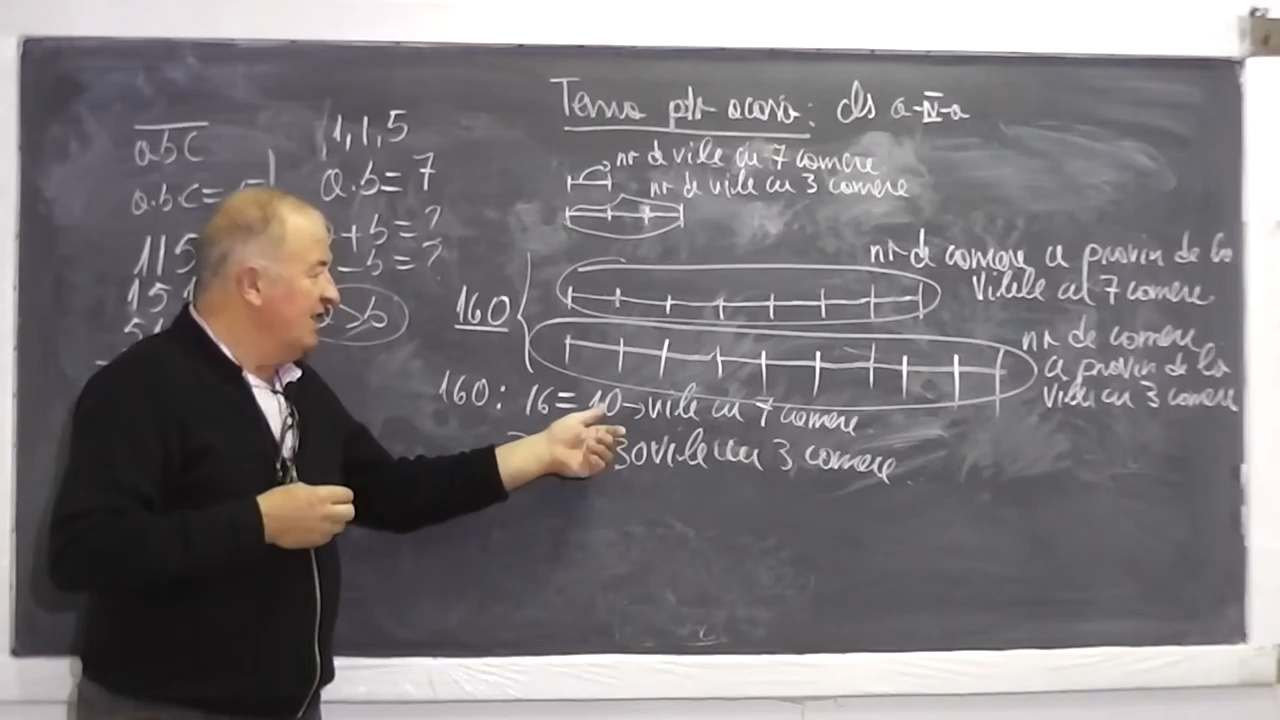 Tema ptr acasă: cls a-IV-a
abc
a·b·c=
115
151
1,1,5
a·b=7
a+b=?
a-b=?
a>b
nr de vile cu 7 camere
nr de vile cu 3 camere
160
nr de camere ce provin de la
vilele cu 7 camere
nr de camere
ce provin de la
vilele cu 3 camere
160 : 16 = 10 → vile cu 7 camere
30 vile cu 3 camere